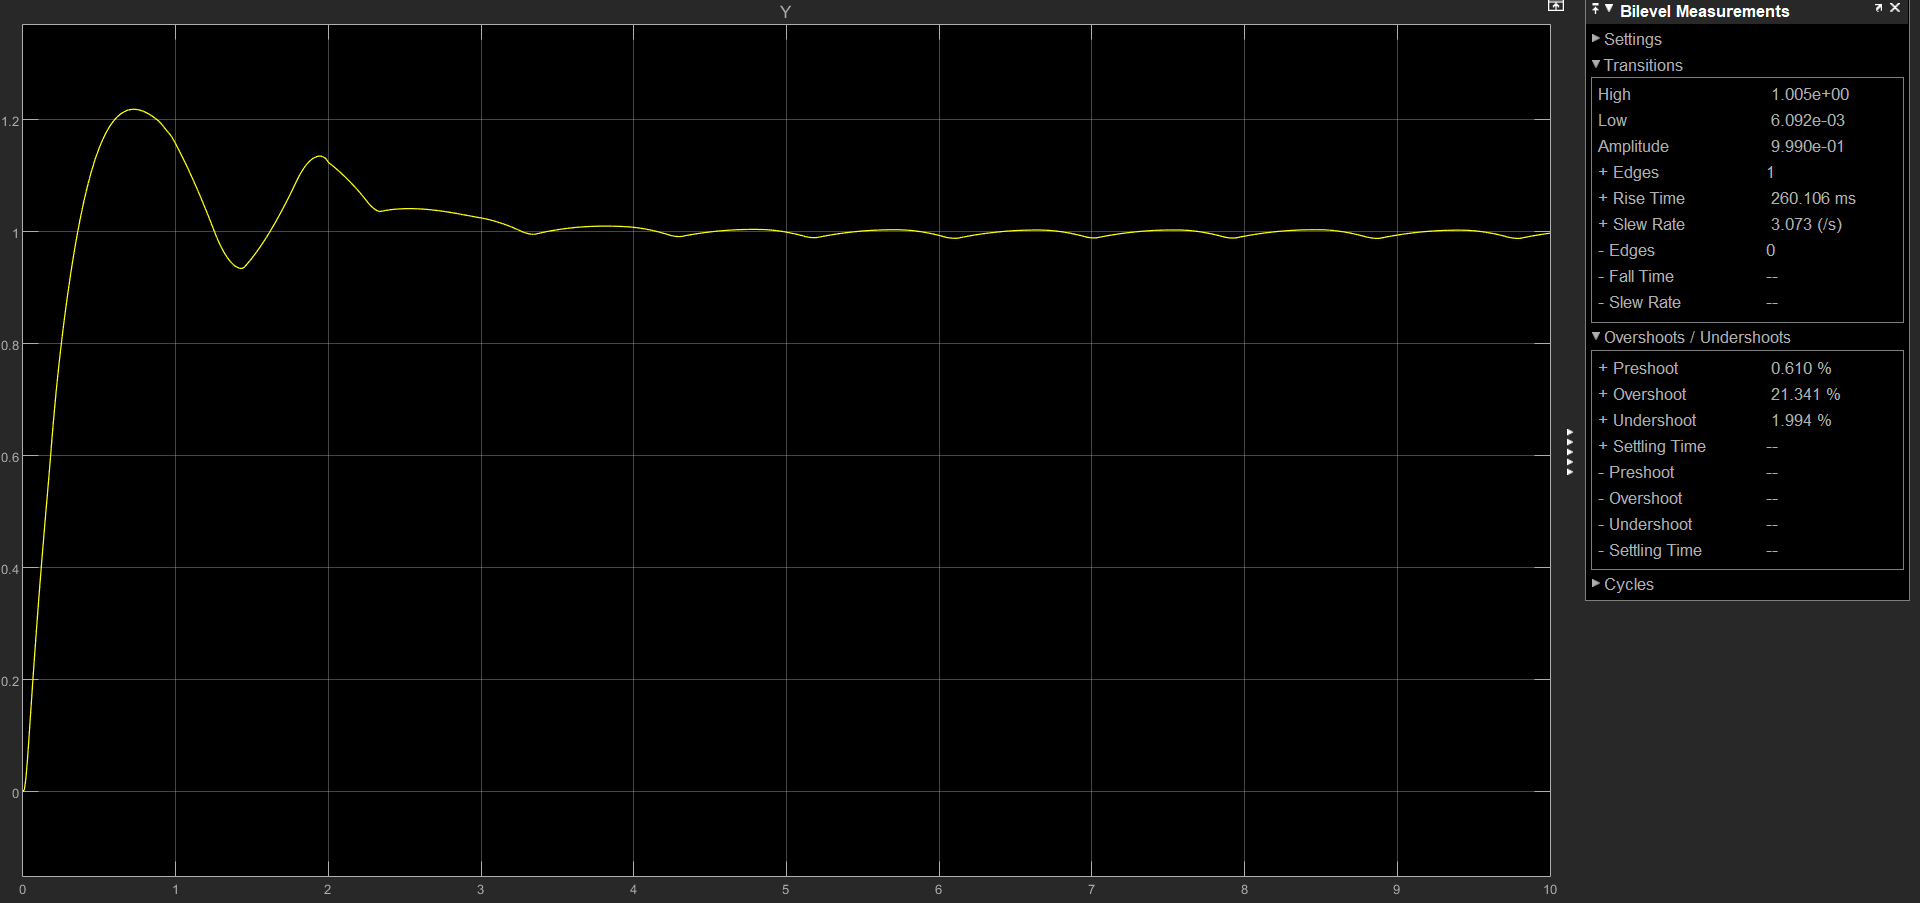 Y
1.2
1
0.8
0.6
0.4
0.2
0
0 1 2 3 4 5 6 7 8 9 10
Bilevel Measurements
Settings
Transitions
High 1.005e+00
Low 6.092e-03
Amplitude 9.990e-01
+ Edges 1
+ Rise Time 260.106 ms
+ Slew Rate 3.073 (/s)
- Edges 0
- Fall Time --
- Slew Rate --
Overshoots / Undershoots
+ Preshoot 0.610 %
+ Overshoot 21.341 %
+ Undershoot 1.994 %
+ Settling Time --
- Preshoot --
- Overshoot --
- Undershoot --
- Settling Time --
Cycles